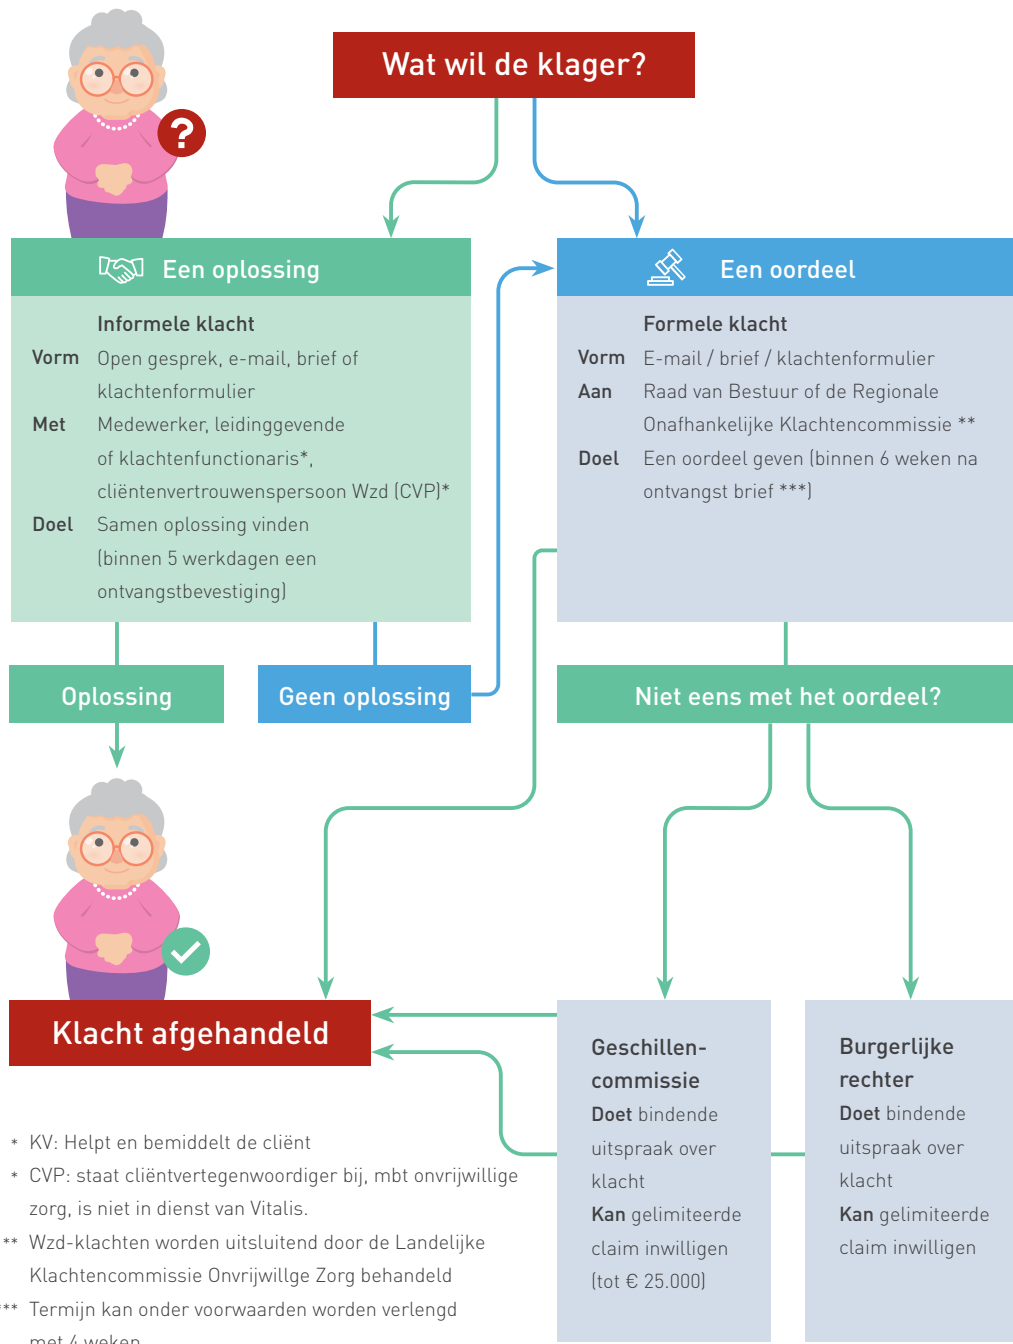 Wat wil de klager?
?
Een oplossing
Informele klacht
Vorm Open gesprek, e-mail, brief of
klachtenformulier
Met Medewerker, leidinggevende
of klachtenfunctionaris*,
cliëntenvertrouwenspersoon Wzd (CVP)*
Doel Samen oplossing vinden
(binnen 5 werkdagen een
ontvangstbevestiging)
Een oordeel
Formele klacht
Vorm E-mail / brief / klachtenformulier
Aan Raad van Bestuur of de Regionale
Onafhankelijke Klachtencommissie **
Doel Een oordeel geven (binnen 6 weken na
ontvangst brief ***)
Oplossing
Geen oplossing
Niet eens met het oordeel?
Klacht afgehandeld
Geschillen-
commissie
Doet bindende
uitspraak over
klacht
Kan gelimiteerde
claim inwilligen
(tot € 25.000)
Burgerlijke
rechter
Doet bindende
uitspraak over
klacht
Kan gelimiteerde
claim inwilligen
* KV: Helpt en bemiddelt de cliënt
* CVP: staat cliëntvertegenwoordiger bij, mbt onvrijwillige
zorg, is niet in dienst van Vitalis.
** Wzd-klachten worden uitsluitend door de Landelijke
Klachtencommissie Onvrijwillge Zorg behandeld
*** Termijn kan onder voorwaarden worden verlengd
met 4 weken